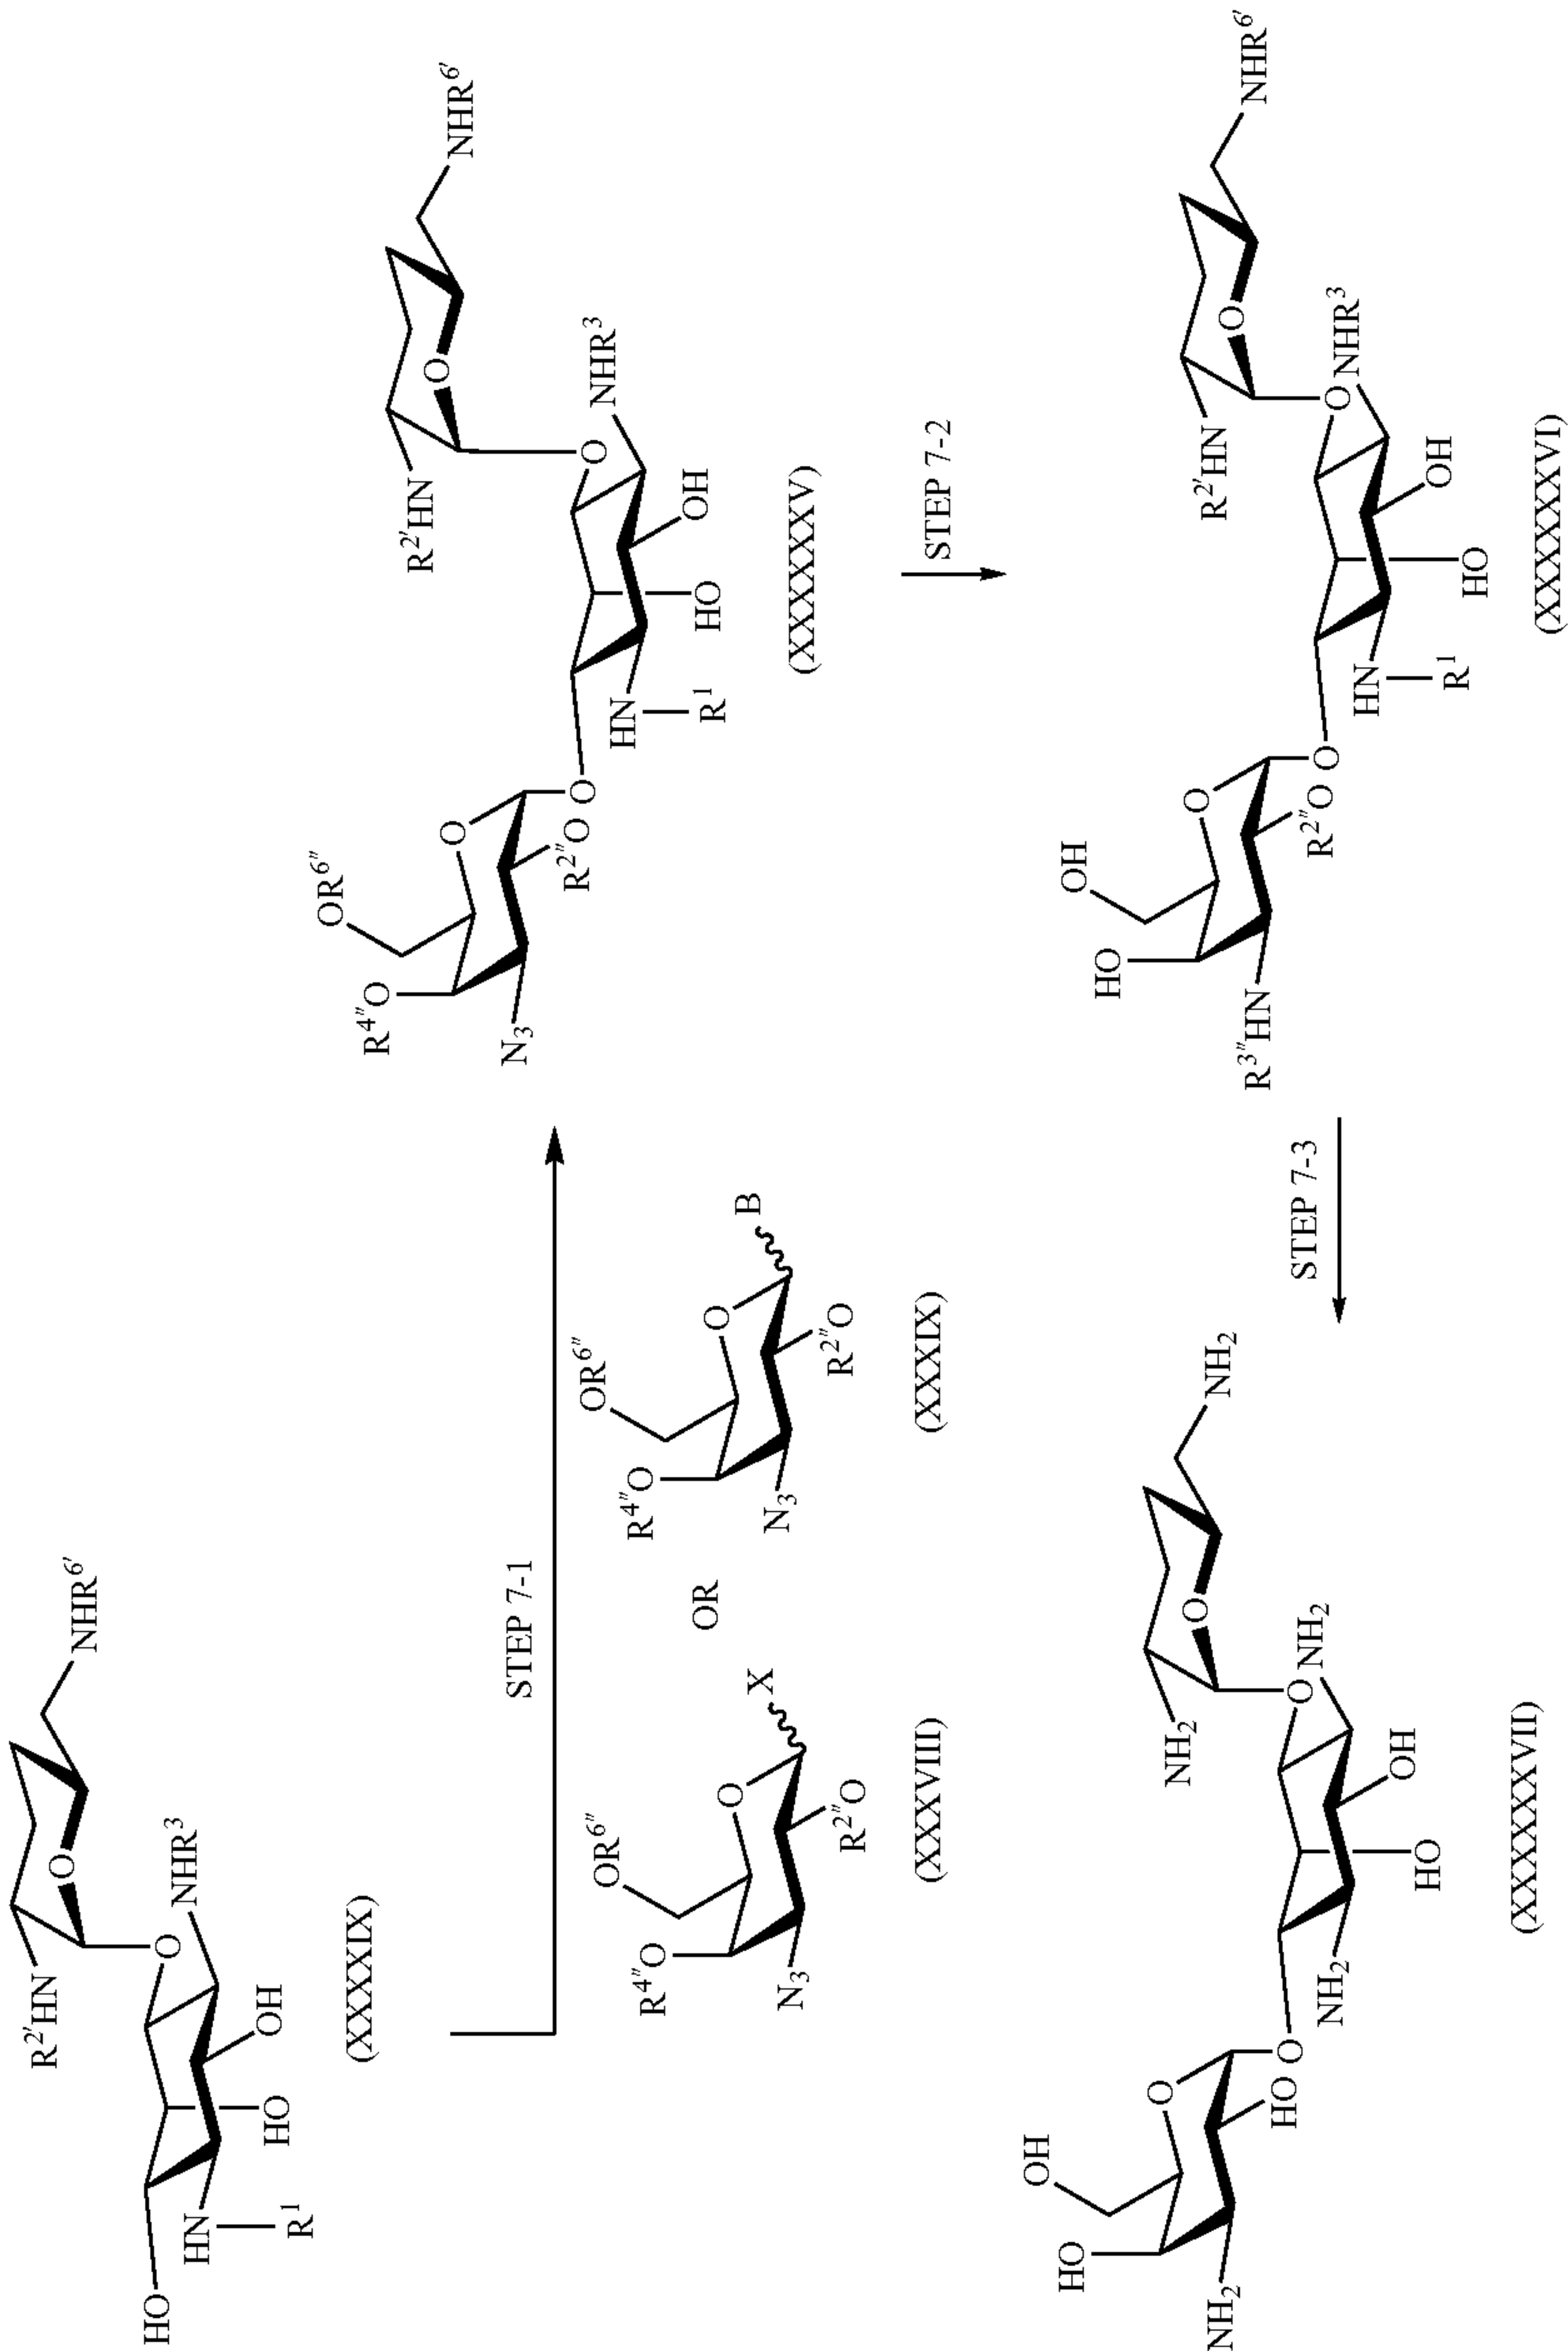 R2'HN
NHR6'
O
O
NHR3
HO
OH
HO
HN
R1
(XXXXIX)
STEP 7-1
OR6''
R4''O
O
X
N3
R2''O
(XXXVIII)
OR
OR6''
R4''O
O
B
N3
R2''O
(XXXIX)
R2'HN
NHR6'
O
O
NHR3
OH
HO
HN
R1
OR6''
R4''O
O
N3
R2''O
O
(XXXXXXV)
STEP 7-2
R2'HN
NHR6'
O
O
NHR3
OH
HO
HN
R1
OH
HO
O
R3''HN
R2''O
O
(XXXXXXVI)
STEP 7-3
NH2
NH2
O
O
NH2
OH
HO
NH2
OH
HO
O
NH2
HO
O
(XXXXXXVII)